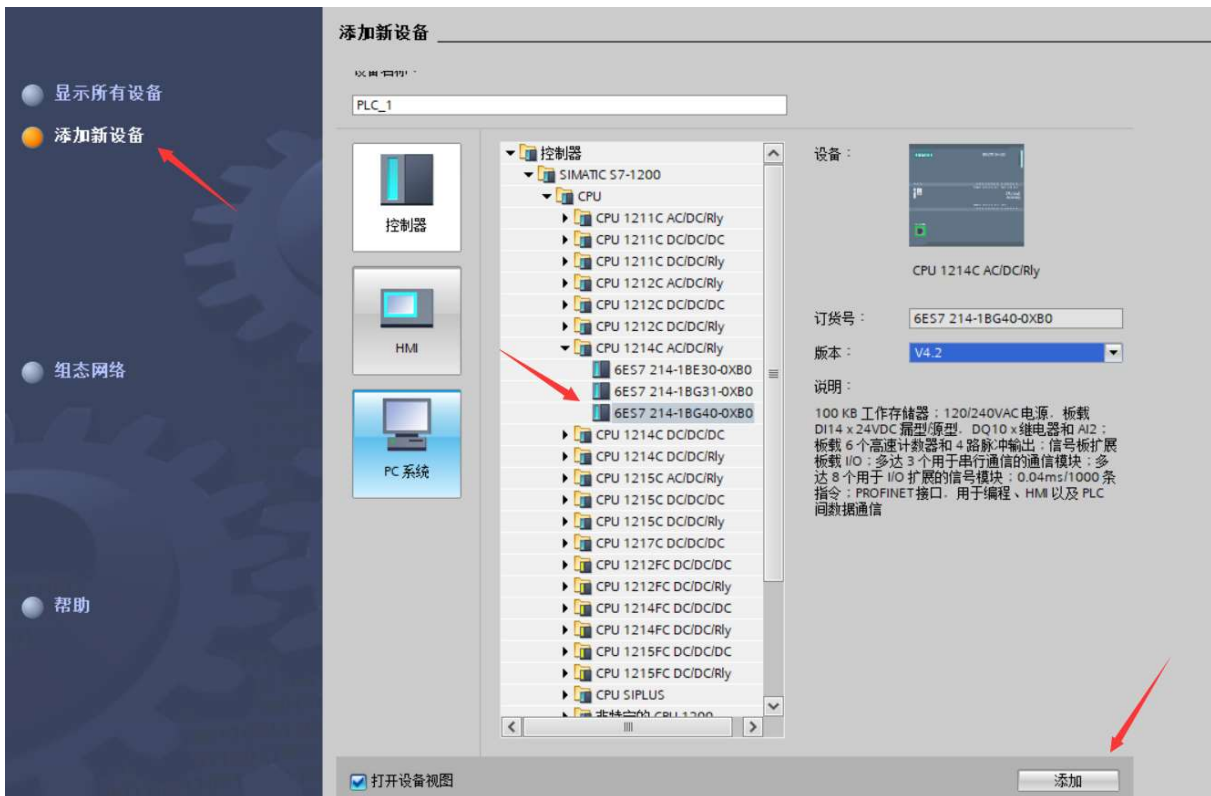 添加新设备
显示所有设备
添加新设备
组态网络
帮助
PLC_1
控制器
HMI
PC 系统
控制器
SIMATIC S7-1200
CPU
CPU 1211C AC/DC/Rly
CPU 1211C DC/DC/DC
CPU 1211C DC/DC/Rly
CPU 1212C AC/DC/Rly
CPU 1212C DC/DC/DC
CPU 1212C DC/DC/Rly
CPU 1214C AC/DC/Rly
6ES7 214-1BE30-0XB0
6ES7 214-1BG31-0XB0
6ES7 214-1BG40-0XB0
CPU 1214C DC/DC/DC
CPU 1214C DC/DC/Rly
CPU 1215C AC/DC/Rly
CPU 1215C DC/DC/DC
CPU 1215C DC/DC/Rly
CPU 1217C DC/DC/DC
CPU 1212FC DC/DC/DC
CPU 1212FC DC/DC/Rly
CPU 1214FC DC/DC/DC
CPU 1214FC DC/DC/Rly
CPU 1215FC DC/DC/DC
CPU 1215FC DC/DC/Rly
CPU SIPLUS
设备：
CPU 1214C AC/DC/Rly
订货号：
6ES7 214-1BG40-0XB0
版本：
V4.2
说明：
100 KB 工作存储器；120/240VAC 电源，板载
DI14 x 24VDC 漏型/源型，DQ10 x 继电器和 AI2；
板载 6 个高速计数器和 4 路脉冲输出；信号板扩展
板载 I/O；多达 3 个用于串行通信的通信模块；多
达 8 个用于 I/O 扩展的信号模块；0.04ms/1000 条
指令；PROFINET 接口，用于编程、HMI 以及 PLC
间数据通信
打开设备视图
添加